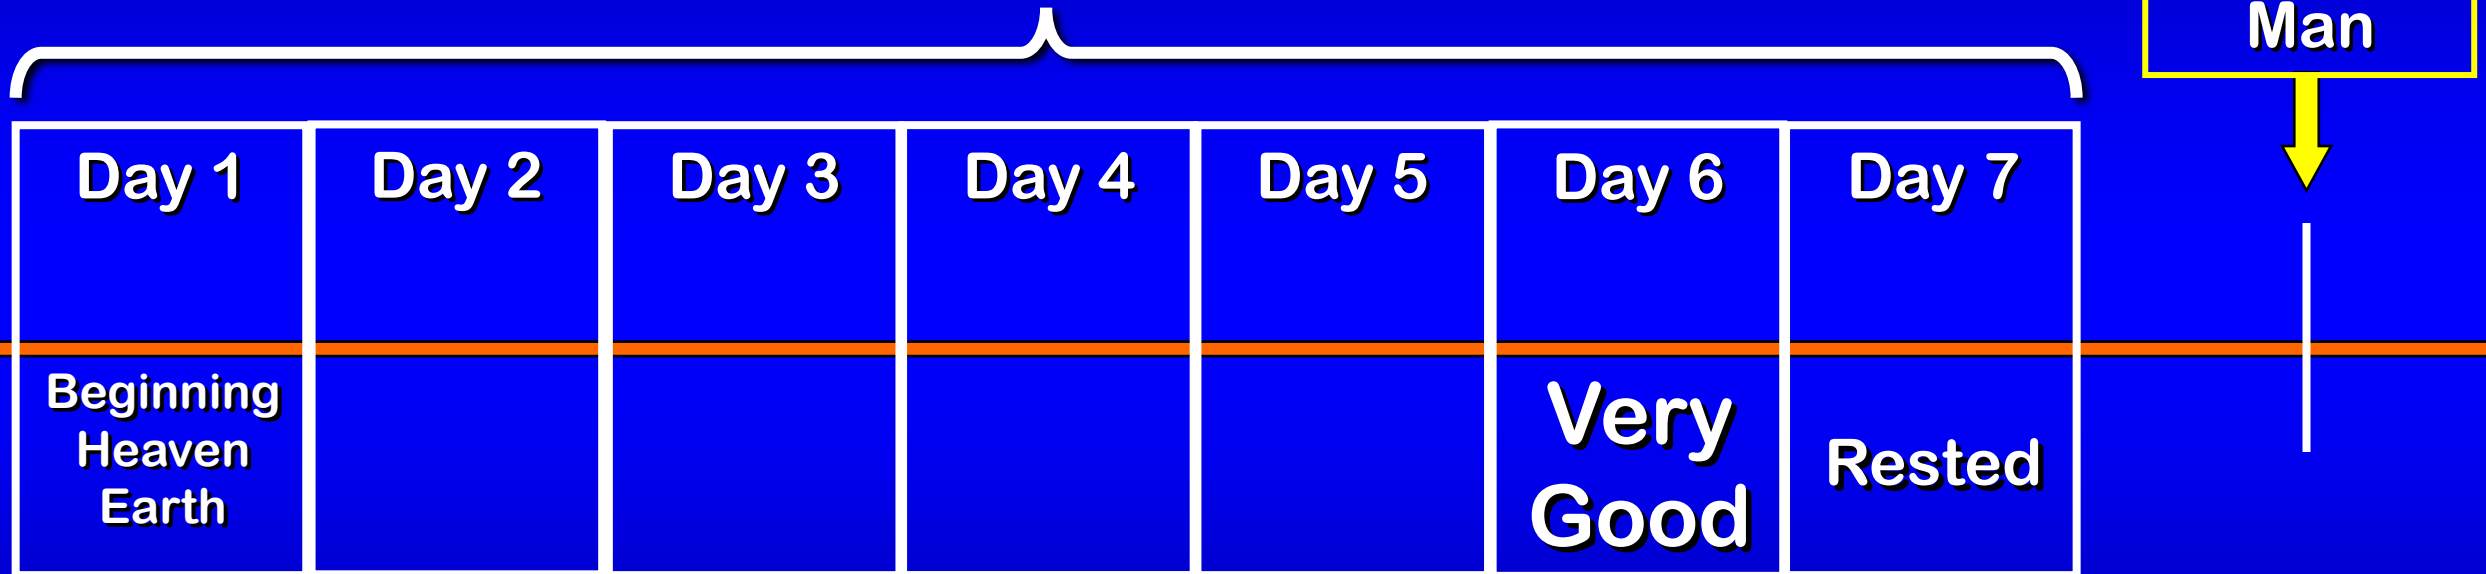 Man
Day 1
Day 2
Day 3
Day 4
Day 5
Day 6
Day 7
Beginning
Heaven
Earth
Very
Good
Rested